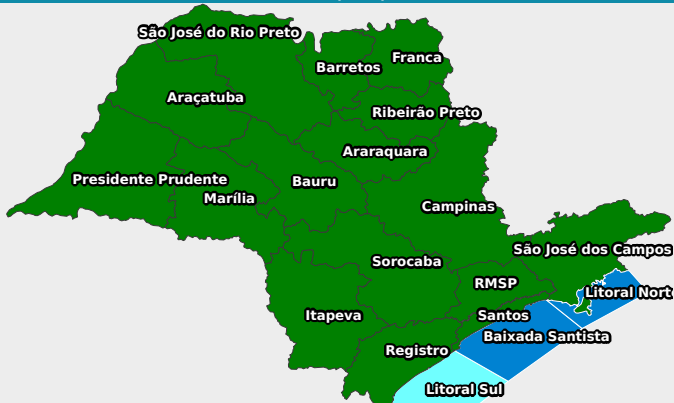 São José do Rio Preto
Franca
Barretos
Araçatuba
Ribeirão Preto
Araraquara
Presidente Prudente
Bauru
Marília
Campinas
São José dos Campos
Sorocaba
RMSP
Litoral Nort
Itapeva
Santos
Baixada Santista
Registro
Litoral Sul